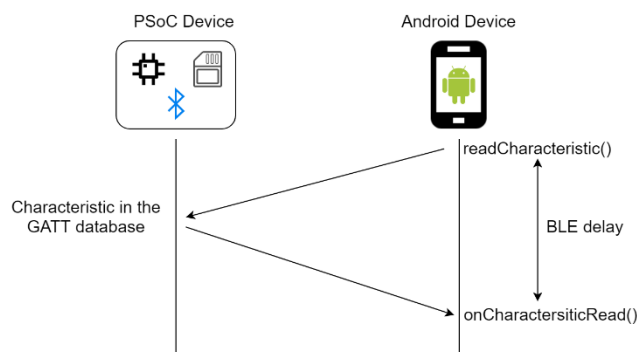 PSoC Device
Android Device
readCharacteristic()
Characteristic in the
GATT database
BLE delay
onCharactersiticRead()